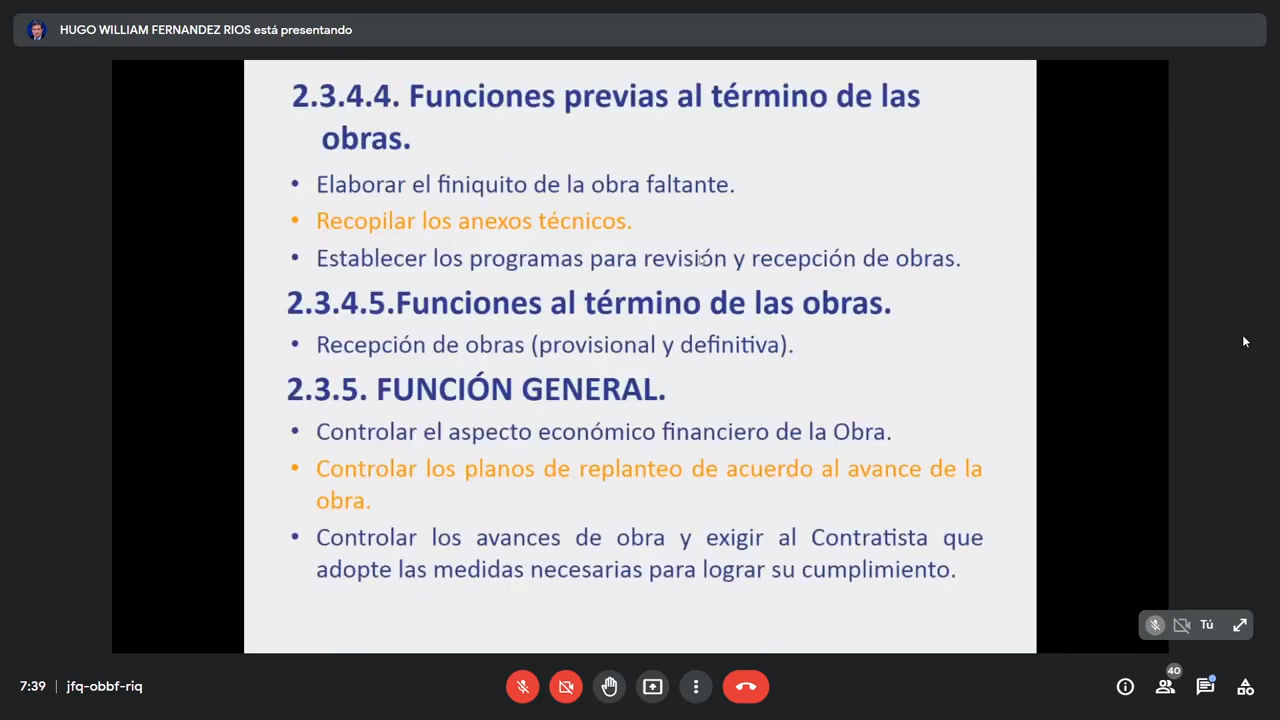 HUGO WILLIAM FERNANDEZ RIOS está presentando
2.3.4.4. Funciones previas al término de las
obras.
• Elaborar el finiquito de la obra faltante.
• Recopilar los anexos técnicos.
• Establecer los programas para revisión y recepción de obras.
2.3.4.5.Funciones al término de las obras.
• Recepción de obras (provisional y definitiva).
2.3.5. FUNCIÓN GENERAL.
• Controlar el aspecto económico financiero de la Obra.
• Controlar los planos de replanteo de acuerdo al avance de la
obra.
• Controlar los avances de obra y exigir al Contratista que
adopte las medidas necesarias para lograr su cumplimiento.
Tú
7:39 | jfq-obbf-riq
40